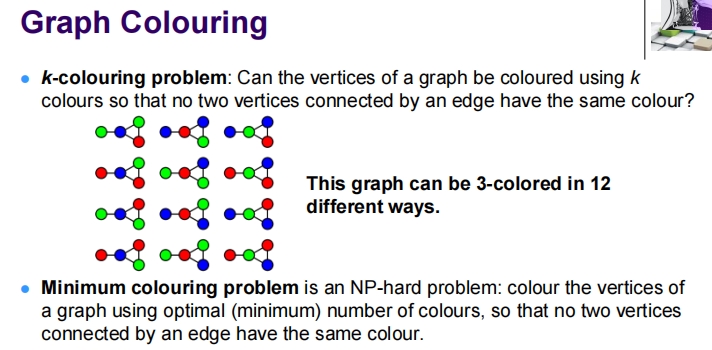 Graph Colouring
• k-colouring problem: Can the vertices of a graph be coloured using k
colours so that no two vertices connected by an edge have the same colour?
This graph can be 3-colored in 12
different ways.
• Minimum colouring problem is an NP-hard problem: colour the vertices of
a graph using optimal (minimum) number of colours, so that no two vertices
connected by an edge have the same colour.